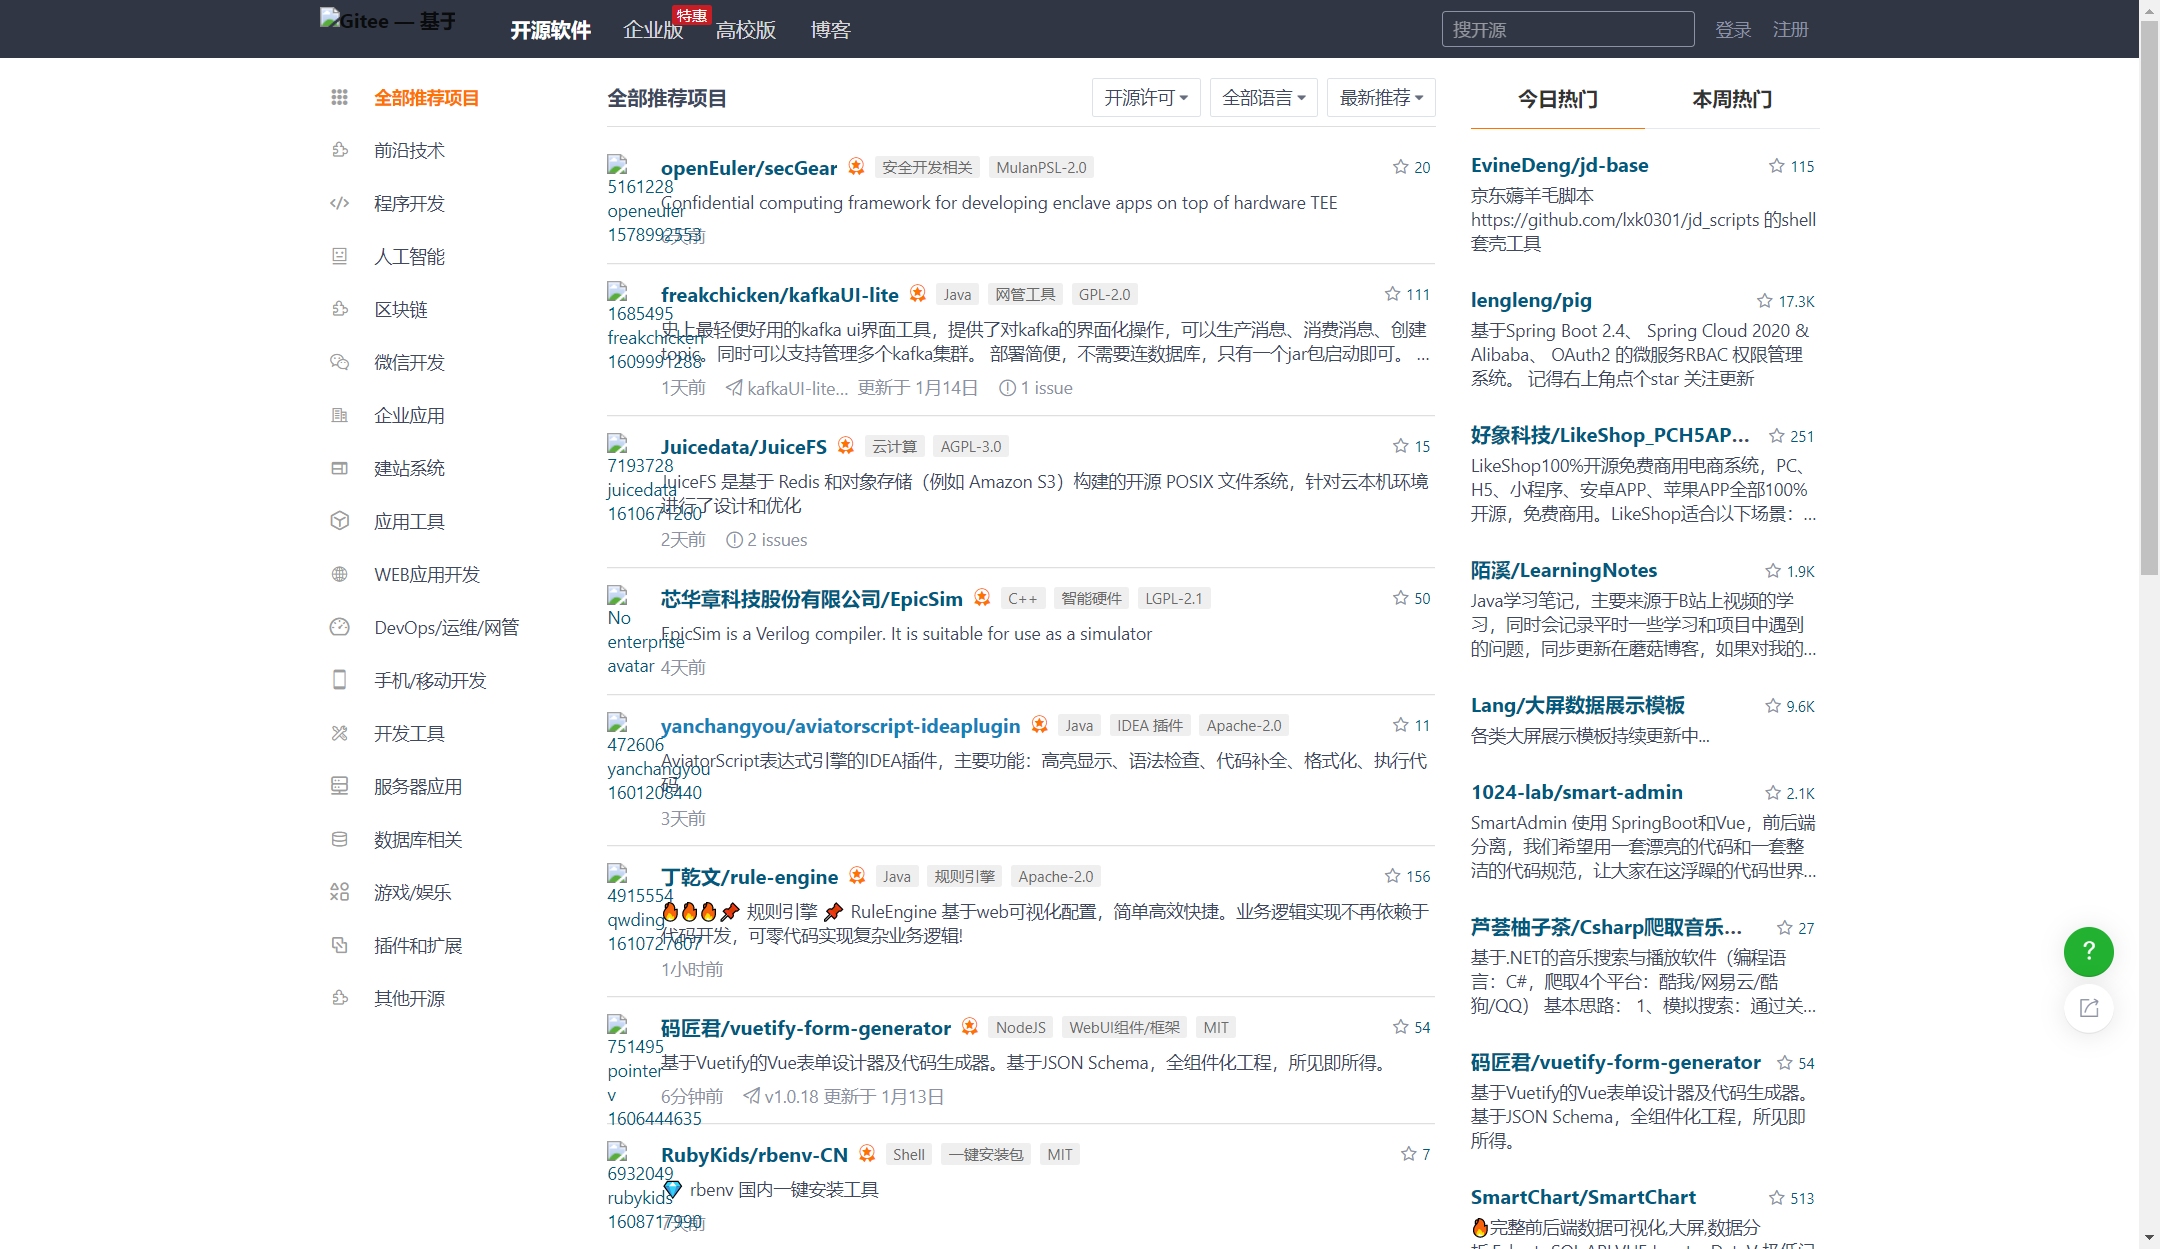 Gitee — 基于
开源软件
企业版
特惠
高校版
博客
搜开源
登录
注册
全部推荐项目
前沿技术
程序开发
人工智能
区块链
微信开发
企业应用
建站系统
应用工具
WEB应用开发
DevOps/运维/网管
手机/移动开发
开发工具
服务器应用
数据库相关
游戏/娱乐
插件和扩展
其他开源
全部推荐项目
开源许可
全部语言
最新推荐
5161228
openeuler
1578992553
openEuler/secGear 安全开发相关 MulanPSL-2.0 20
Confidential computing framework for developing enclave apps on top of hardware TEE
1685495
freakchicken
1609991288
freakchicken/kafkaUI-lite Java 网管工具 GPL-2.0 111
史上最轻便好用的kafka ui界面工具，提供了对kafka的界面化操作，可以生产消息、消费消息、创建
topic。同时可以支持管理多个kafka集群。 部署简便，不需要连数据库，只有一个jar包启动即可。 ...
1天前 kafkaUI-lite... 更新于 1月14日 1 issue
7193728
juicedata
1610671260
Juicedata/JuiceFS 云计算 AGPL-3.0 15
JuiceFS 是基于 Redis 和对象存储（例如 Amazon S3）构建的开源 POSIX 文件系统，针对云本机环境
进行了设计和优化
2天前 2 issues
No
enterprise
avatar
芯华章科技股份有限公司/EpicSim C++ 智能硬件 LGPL-2.1 50
EpicSim is a Verilog compiler. It is suitable for use as a simulator
4天前
472606
yanchangyou
1601208440
yanchangyou/aviatorscript-ideaplugin Java IDEA 插件 Apache-2.0 11
AviatorScript表达式引擎的IDEA插件，主要功能：高亮显示、语法检查、代码补全、格式化、执行代
码
3天前
4915554
qwding
1610727607
丁乾文/rule-engine Java 规则引擎 Apache-2.0 156
🔥🔥🔥📌 规则引擎 📌 RuleEngine 基于web可视化配置，简单高效快捷。业务逻辑实现不再依赖于
代码开发，可零代码实现复杂业务逻辑!
1小时前
751495
pointer
v
1606444635
码匠君/vuetify-form-generator NodeJS WebUI组件/框架 MIT 54
基于Vuetify的Vue表单设计器及代码生成器。基于JSON Schema，全组件化工程，所见即所得。
6分钟前 v1.0.18 更新于 1月13日
6932049
rubykids
1608717990
RubyKids/rbenv-CN Shell 一键安装包 MIT 7
💎 rbenv 国内一键安装工具
7天前
今日热门
本周热门
EvineDeng/jd-base 115
京东薅羊毛脚本
https://github.com/lxk0301/jd_scripts 的shell
套壳工具
lengleng/pig 17.3K
基于Spring Boot 2.4、 Spring Cloud 2020 &
Alibaba、 OAuth2 的微服务RBAC 权限管理
系统。 记得右上角点个star 关注更新
好象科技/LikeShop_PCH5AP... 251
LikeShop100%开源免费商用电商系统，PC、
H5、小程序、安卓APP、苹果APP全部100%
开源，免费商用。LikeShop适合以下场景：...
陌溪/LearningNotes 1.9K
Java学习笔记，主要来源于B站上视频的学
习，同时会记录平时一些学习和项目中遇到
的问题，同步更新在蘑菇博客，如果对我的...
Lang/大屏数据展示模板 9.6K
各类大屏展示模板持续更新中...
1024-lab/smart-admin 2.1K
SmartAdmin 使用 SpringBoot和Vue，前后端
分离，我们希望用一套漂亮的代码和一套整
洁的代码规范，让大家在这浮躁的代码世界...
芦荟柚子茶/Csharp爬取音乐... 27
基于.NET的音乐搜索与播放软件（编程语
言：C#，爬取4个平台：酷我/网易云/酷
狗/QQ） 基本思路： 1、模拟搜索：通过关...
码匠君/vuetify-form-generator 54
基于Vuetify的Vue表单设计器及代码生成器。
基于JSON Schema，全组件化工程，所见即
所得。
SmartChart/SmartChart 513
🔥完整前后端数据可视化,大屏,数据分
?